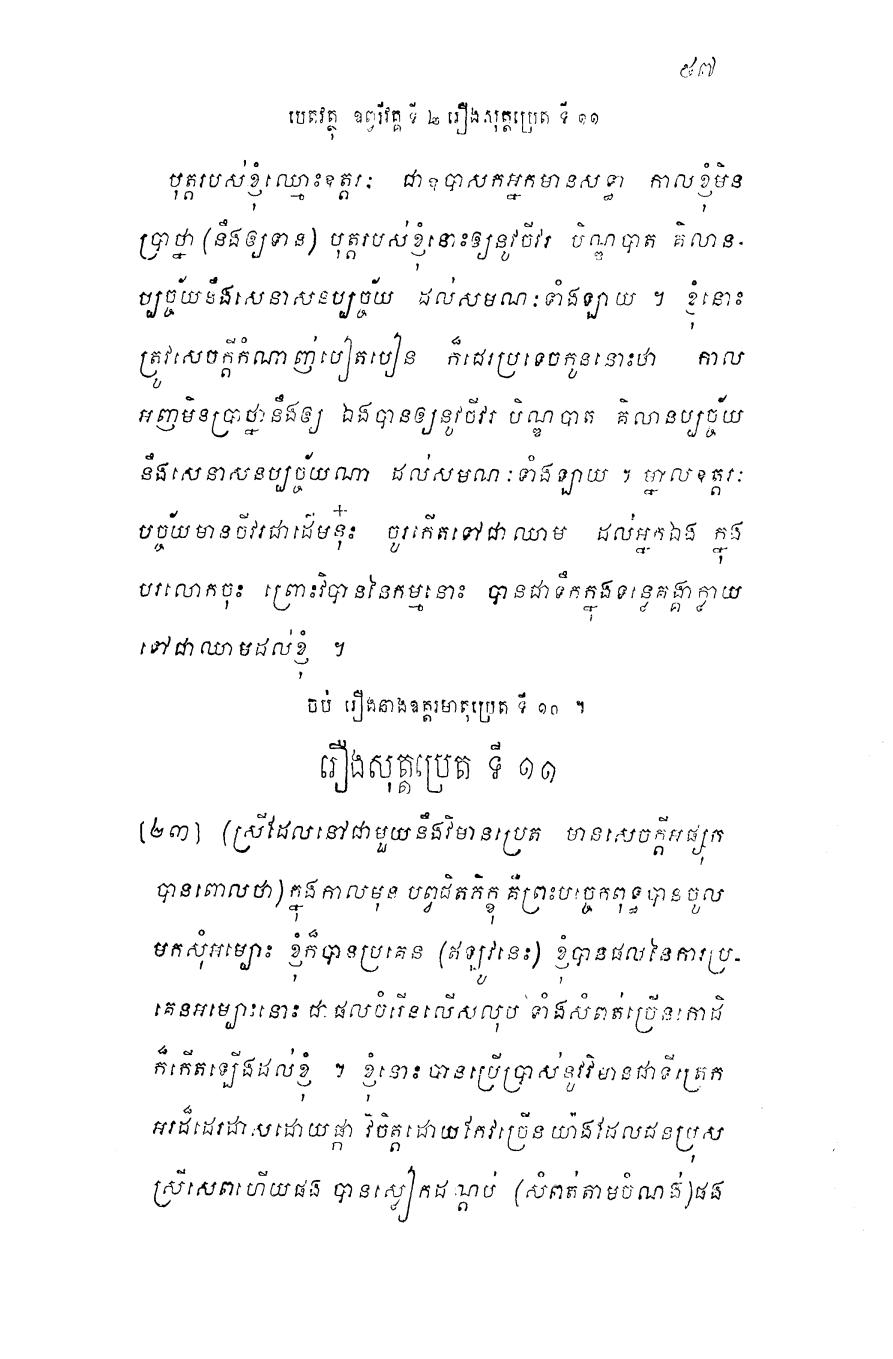 ៩៧
បេតវត្ថុ ឧព្វរីវគ្គ ទី ២ រឿងសុត្តប្រេត ទី ១១
បុត្តរបស់ខ្ញុំឈ្មោះឧត្តរៈ ជាឧបាសកអ្នកមានសទ្ធា កាលខ្ញុំមិន
ប្រាថ្នា (នឹងឲ្យទាន) បុត្តរបស់ខ្ញុំនោះឲ្យនូវចីវរ បិណ្ឌបាត គិលាន-
ប្បច្ច័យនឹងសេនាសនប្បច្ច័យ ដល់សមណៈទាំងឡាយ ។ ខ្ញុំនោះ
ត្រូវសេចក្តីកំណាញ់បៀតបៀន ក៏ដេរប្រទេចកូននោះថា កាល
អញមិនប្រាថ្នានឹងឲ្យ ឯងបានឲ្យនូវចីវរ បិណ្ឌបាត គិលានប្បច្ច័យ
នឹងសេនាសនប្បច្ច័យណា ដល់សមណៈទាំងឡាយ ។ ម្នាលឧត្តរៈ
បច្ច័យមានចីវរជាដើមនុ៎ះ ចូរកើតទៅជាឈាម ដល់អ្នកឯង ក្នុង
បរលោកចុះ ព្រោះវិបាកនៃកម្មនោះ បានជាទឹកក្នុងទន្លេគង្គាក្លាយ
ទៅជាឈាមដល់ខ្ញុំ ។
ចប់ រឿងនាងឧត្តរមាតុប្រេត ទី ១០ ។
រឿងសុត្តប្រេត ទី ១១
[២៣] (ស្រីដែលនៅជាមួយនឹងវិមានប្រេត មានសេចក្តីអផ្សុក
បានពោលថា) ក្នុងកាលមុន បព្វជិតភិក្ខុ គឺព្រះបច្ចេកពុទ្ធ បានចូល
មកសុំអម្បោះ ខ្ញុំក៏បានប្រគេន (ឥឡូវនេះ) ខ្ញុំបានផលនៃការប្រ-
គេនអម្បោះនោះ ជាផលចំរើនលើសលុប ទាំងសំពត់ច្រើនកោដិ
ក៏កើតឡើងដល់ខ្ញុំ ។ ខ្ញុំនោះ បានប្រើប្រាស់នូវវិមានជាទីត្រេក
អរដ៏ដេរដាសដោយផ្កា វិចិត្តដោយកែវច្រើនយ៉ាងដែលជនប្រុស
ស្រីសេពហើយផង បានស្លៀកដណ្តប់ (សំពត់តាមចំណង់) ផង